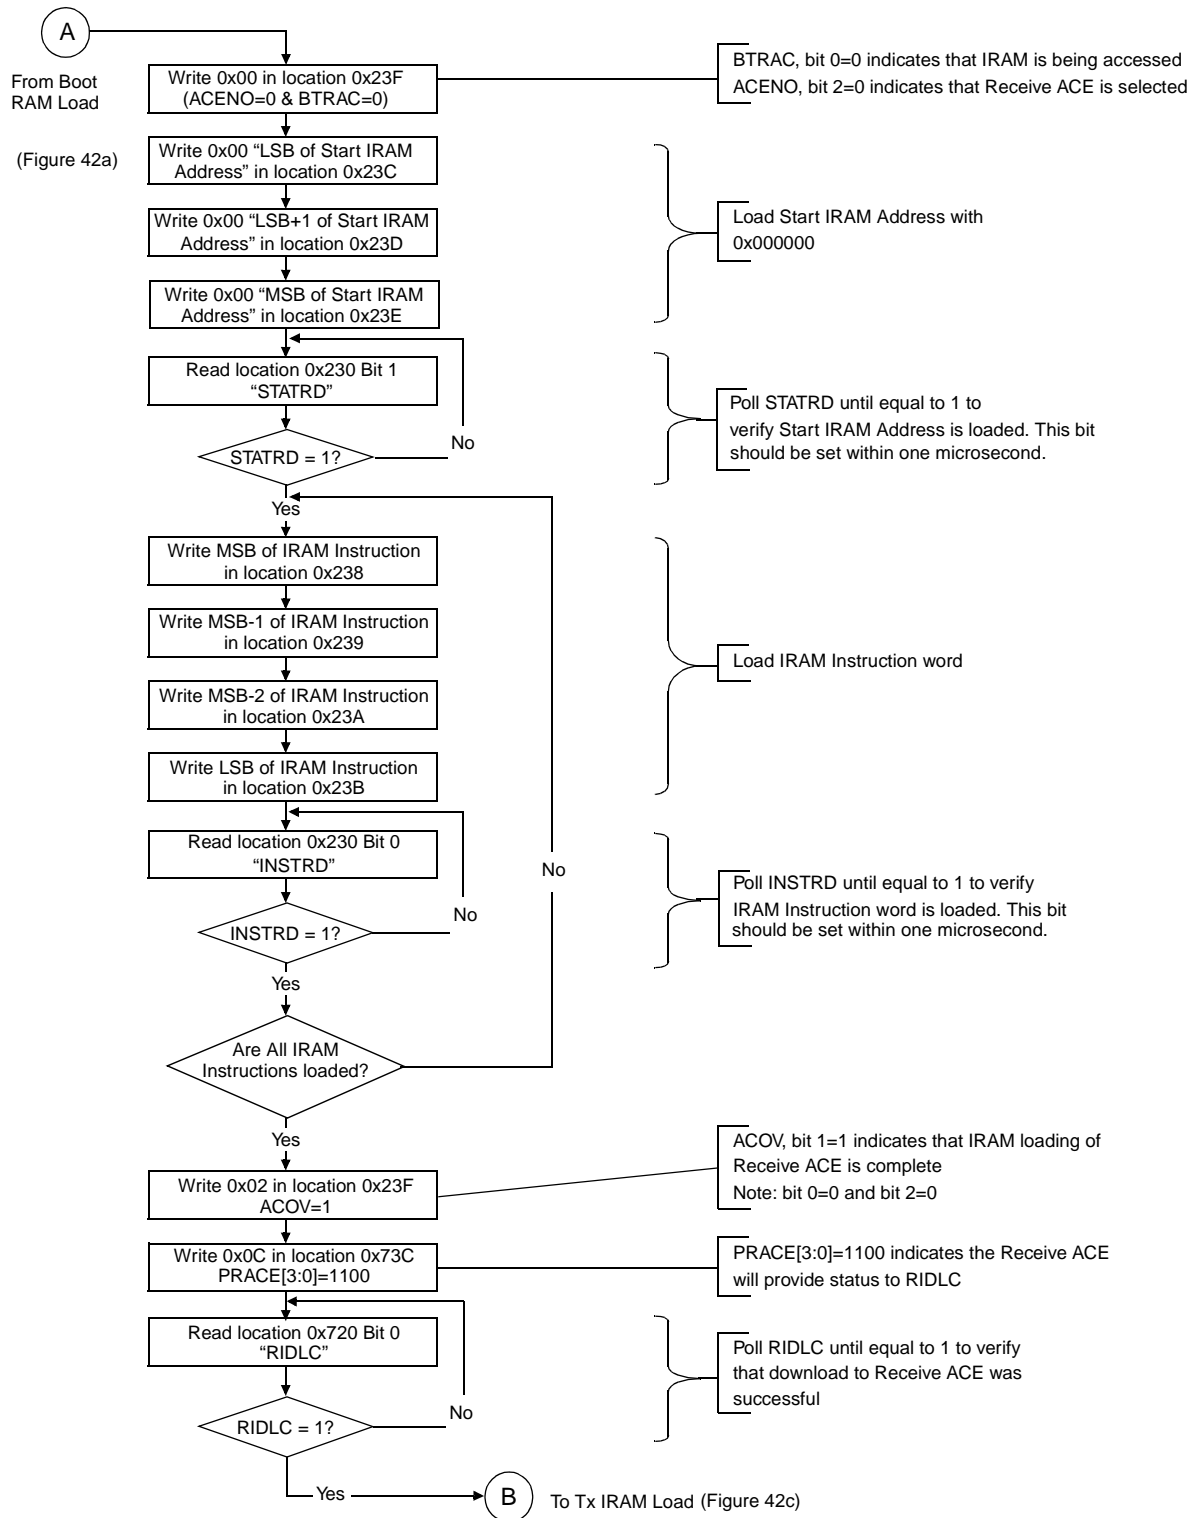 A
From Boot
RAM Load
(Figure 42a)
Write 0x00 in location 0x23F
(ACENO=0 & BTRAC=0)
BTRAC, bit 0=0 indicates that IRAM is being accessed
ACENO, bit 2=0 indicates that Receive ACE is selected
Write 0x00 “LSB of Start IRAM
Address” in location 0x23C
Write 0x00 “LSB+1 of Start IRAM
Address” in location 0x23D
Write 0x00 “MSB of Start IRAM
Address” in location 0x23E
Load Start IRAM Address with
0x000000
Read location 0x230 Bit 1
“STATRD”
STATRD = 1?
No
Yes
Poll STATRD until equal to 1 to
verify Start IRAM Address is loaded. This bit
should be set within one microsecond.
Write MSB of IRAM Instruction
in location 0x238
Write MSB-1 of IRAM Instruction
in location 0x239
Write MSB-2 of IRAM Instruction
in location 0x23A
Write LSB of IRAM Instruction
in location 0x23B
Load IRAM Instruction word
Read location 0x230 Bit 0
“INSTRD”
INSTRD = 1?
No
No
Yes
Poll INSTRD until equal to 1 to verify
IRAM Instruction word is loaded. This bit
should be set within one microsecond.
Are All IRAM
Instructions loaded?
Yes
Write 0x02 in location 0x23F
ACOV=1
ACOV, bit 1=1 indicates that IRAM loading of
Receive ACE is complete
Note: bit 0=0 and bit 2=0
Write 0x0C in location 0x73C
PRACE[3:0]=1100
PRACE[3:0]=1100 indicates the Receive ACE
will provide status to RIDLC
Read location 0x720 Bit 0
“RIDLC”
RIDLC = 1?
No
Poll RIDLC until equal to 1 to verify
that download to Receive ACE was
successful
Yes
B
To Tx IRAM Load (Figure 42c)